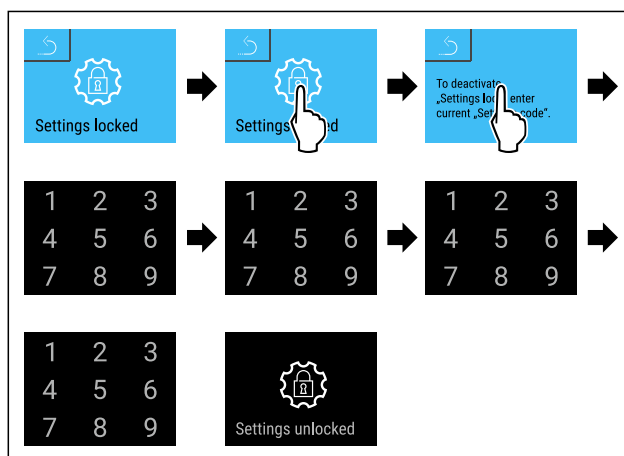 Settings locked
Settings ed
To deactivate
„Settings lo enter
current „Set code“.
1 2 3
4 5 6
7 8 9
1 2 3
4 5 6
7 8 9
1 2 3
4 5 6
7 8 9
1 2 3
4 5 6
7 8 9
Settings unlocked